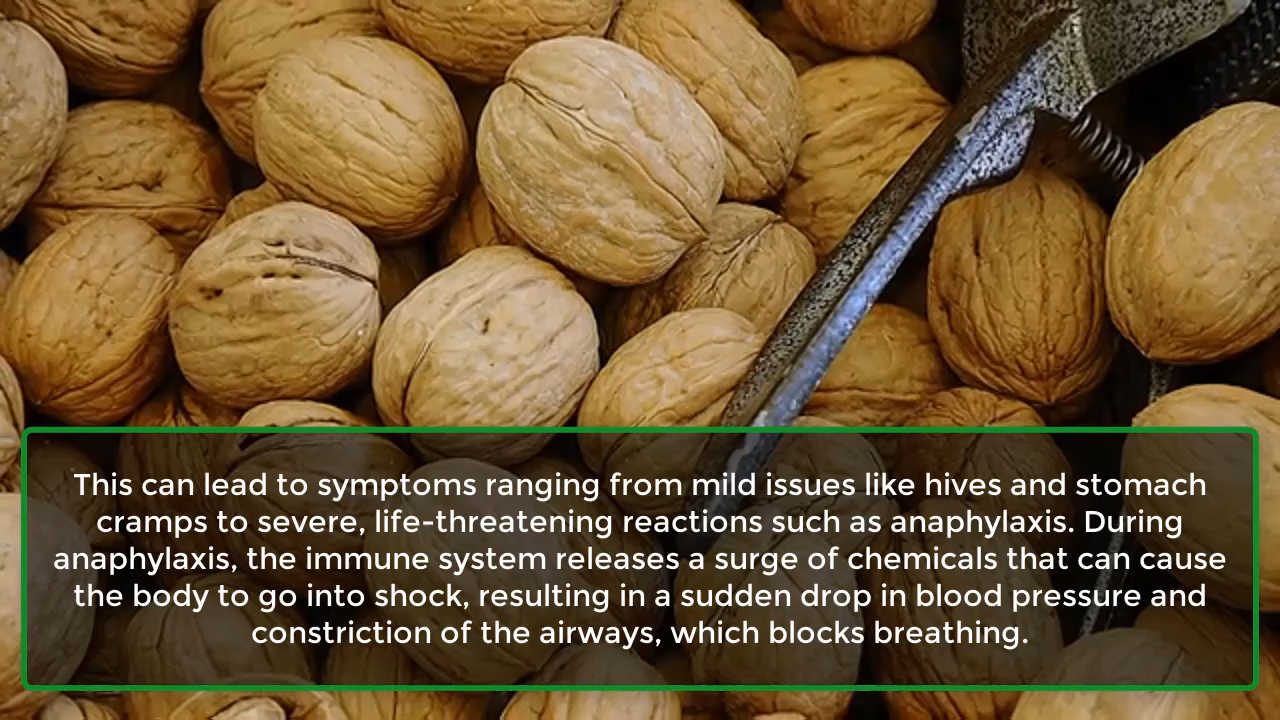 This can lead to symptoms ranging from mild issues like hives and stomach
cramps to severe, life-threatening reactions such as anaphylaxis. During
anaphylaxis, the immune system releases a surge of chemicals that can cause
the body to go into shock, resulting in a sudden drop in blood pressure and
constriction of the airways, which blocks breathing.